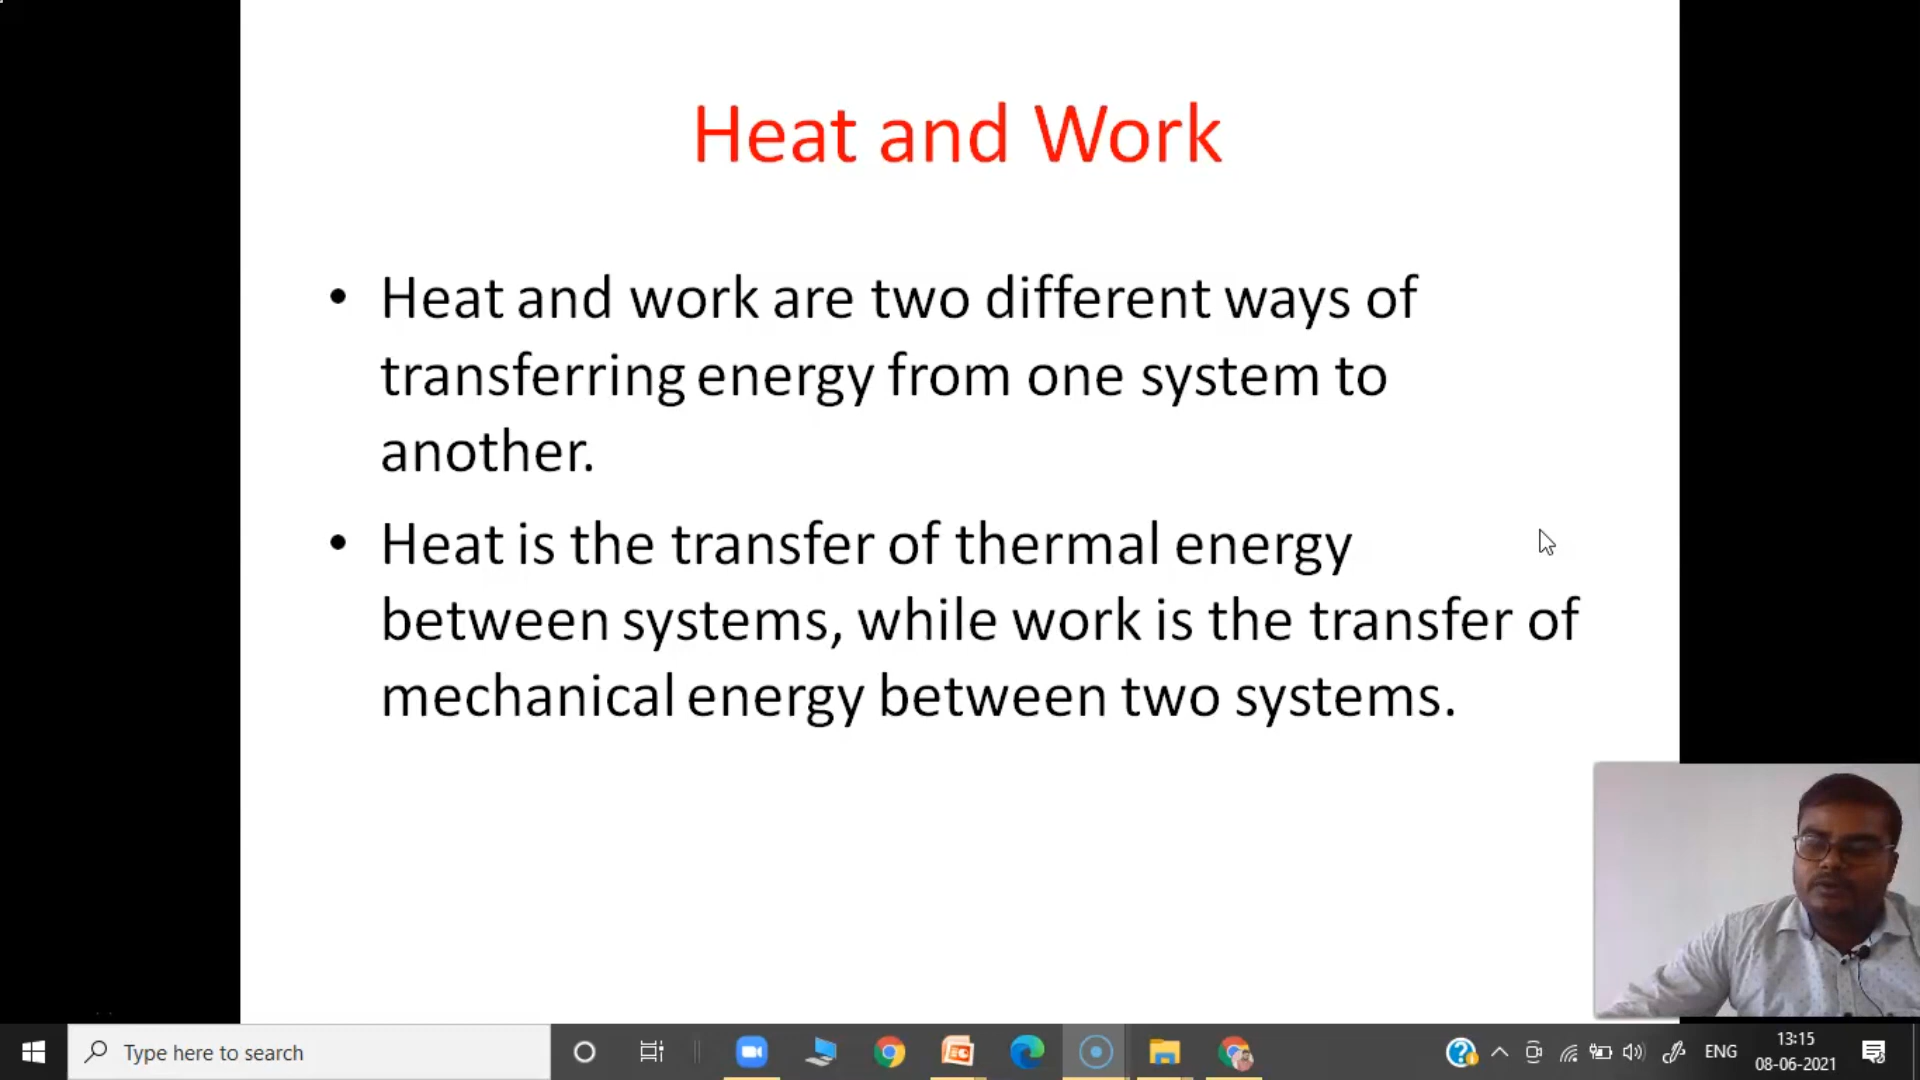 Heat and Work
• Heat and work are two different ways of
transferring energy from one system to
another.
• Heat is the transfer of thermal energy
between systems, while work is the transfer of
mechanical energy between two systems.
Type here to search
ENG
13:15
08-06-2021